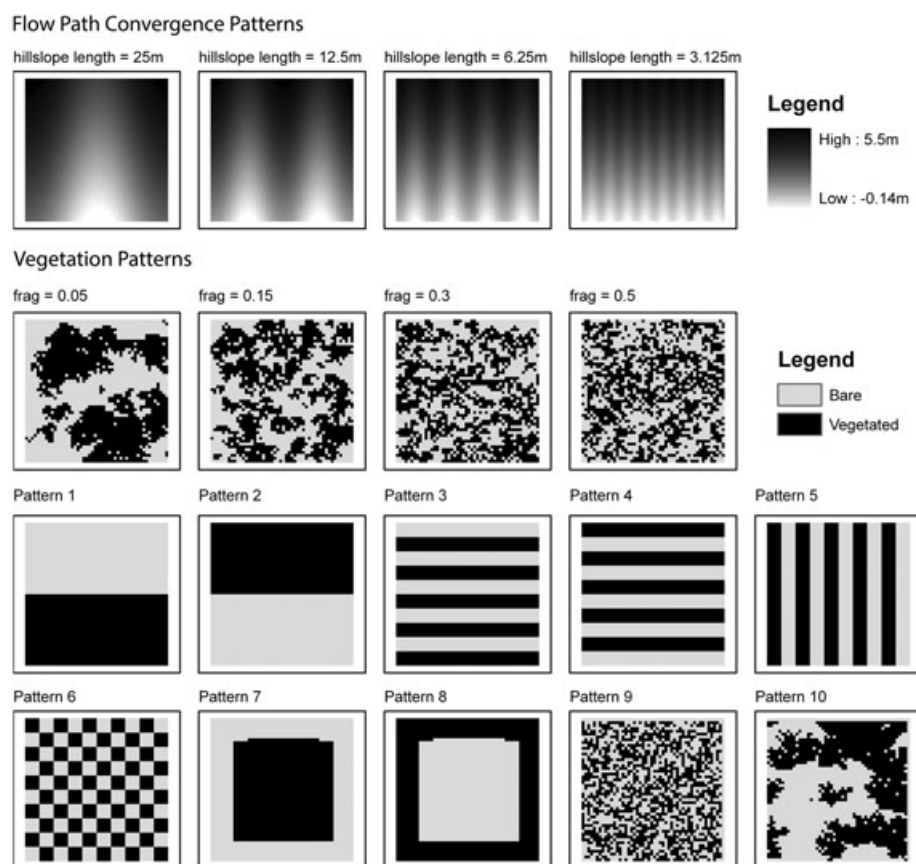 Flow Path Convergence Patterns
hillslope length = 25m
hillslope length = 12.5m
hillslope length = 6.25m
hillslope length = 3.125m
Legend
High : 5.5m
Low : -0.14m
Vegetation Patterns
frag = 0.05
frag = 0.15
frag = 0.3
frag = 0.5
Legend
Bare
Vegetated
Pattern 1
Pattern 2
Pattern 3
Pattern 4
Pattern 5
Pattern 6
Pattern 7
Pattern 8
Pattern 9
Pattern 10